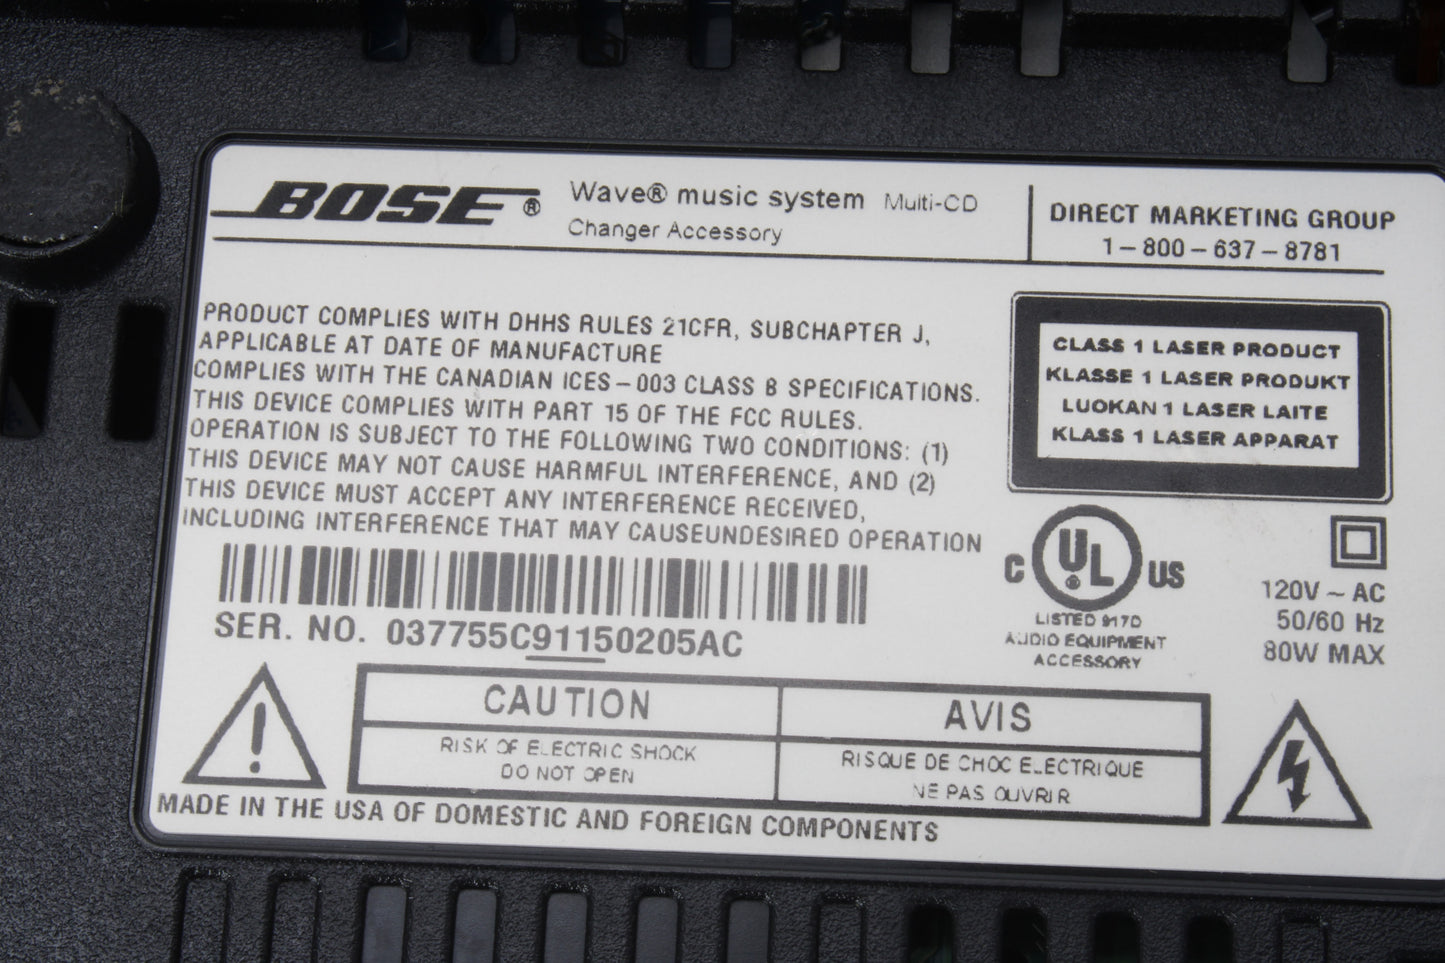 BOSE® Wave® music system Multi-CD
Changer Accessory
DIRECT MARKETING GROUP
1-800-637-8781
PRODUCT COMPLIES WITH DHHS RULES 21CFR, SUBCHAPTER J,
APPLICABLE AT DATE OF MANUFACTURE
COMPLIES WITH THE CANADIAN ICES-003 CLASS B SPECIFICATIONS.
THIS DEVICE COMPLIES WITH PART 15 OF THE FCC RULES.
OPERATION IS SUBJECT TO THE FOLLOWING TWO CONDITIONS: (1)
THIS DEVICE MAY NOT CAUSE HARMFUL INTERFERENCE, AND (2)
THIS DEVICE MUST ACCEPT ANY INTERFERENCE RECEIVED,
INCLUDING INTERFERENCE THAT MAY CAUSEUNDESIRED OPERATION
CLASS 1 LASER PRODUCT
KLASSE 1 LASER PRODUKT
LUOKAN 1 LASER LAITE
KLASS 1 LASER APPARAT
C UL® US
LISTED 917D
AUDIO EQUIPMENT
ACCESSORY
120V ~ AC
50/60 Hz
80W MAX
SER. NO. 037755C91150205AC
CAUTION
RISK OF ELECTRIC SHOCK
DO NOT OPEN
AVIS
RISQUE DE CHOC ELECTRIQUE
NE PAS OUVRIR
MADE IN THE USA OF DOMESTIC AND FOREIGN COMPONENTS